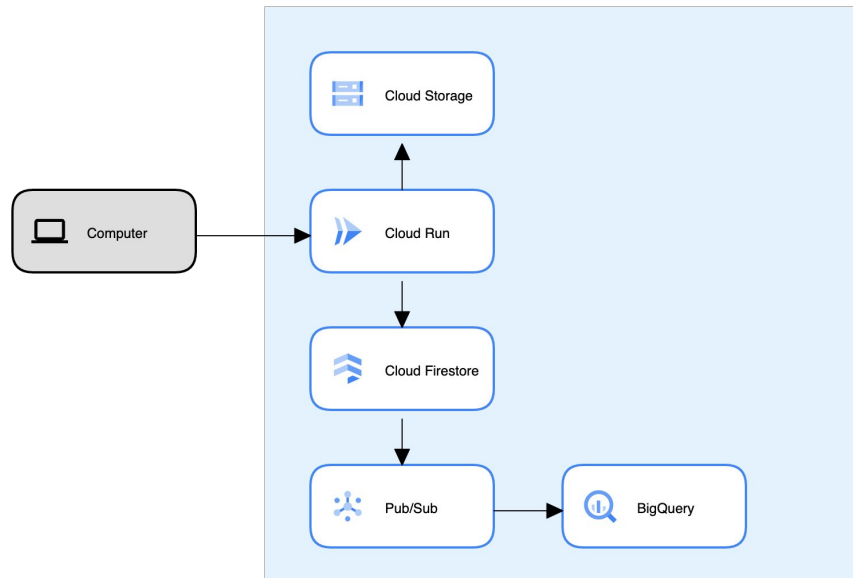 Cloud Storage
Computer
Cloud Run
Cloud Firestore
Pub/Sub
BigQuery